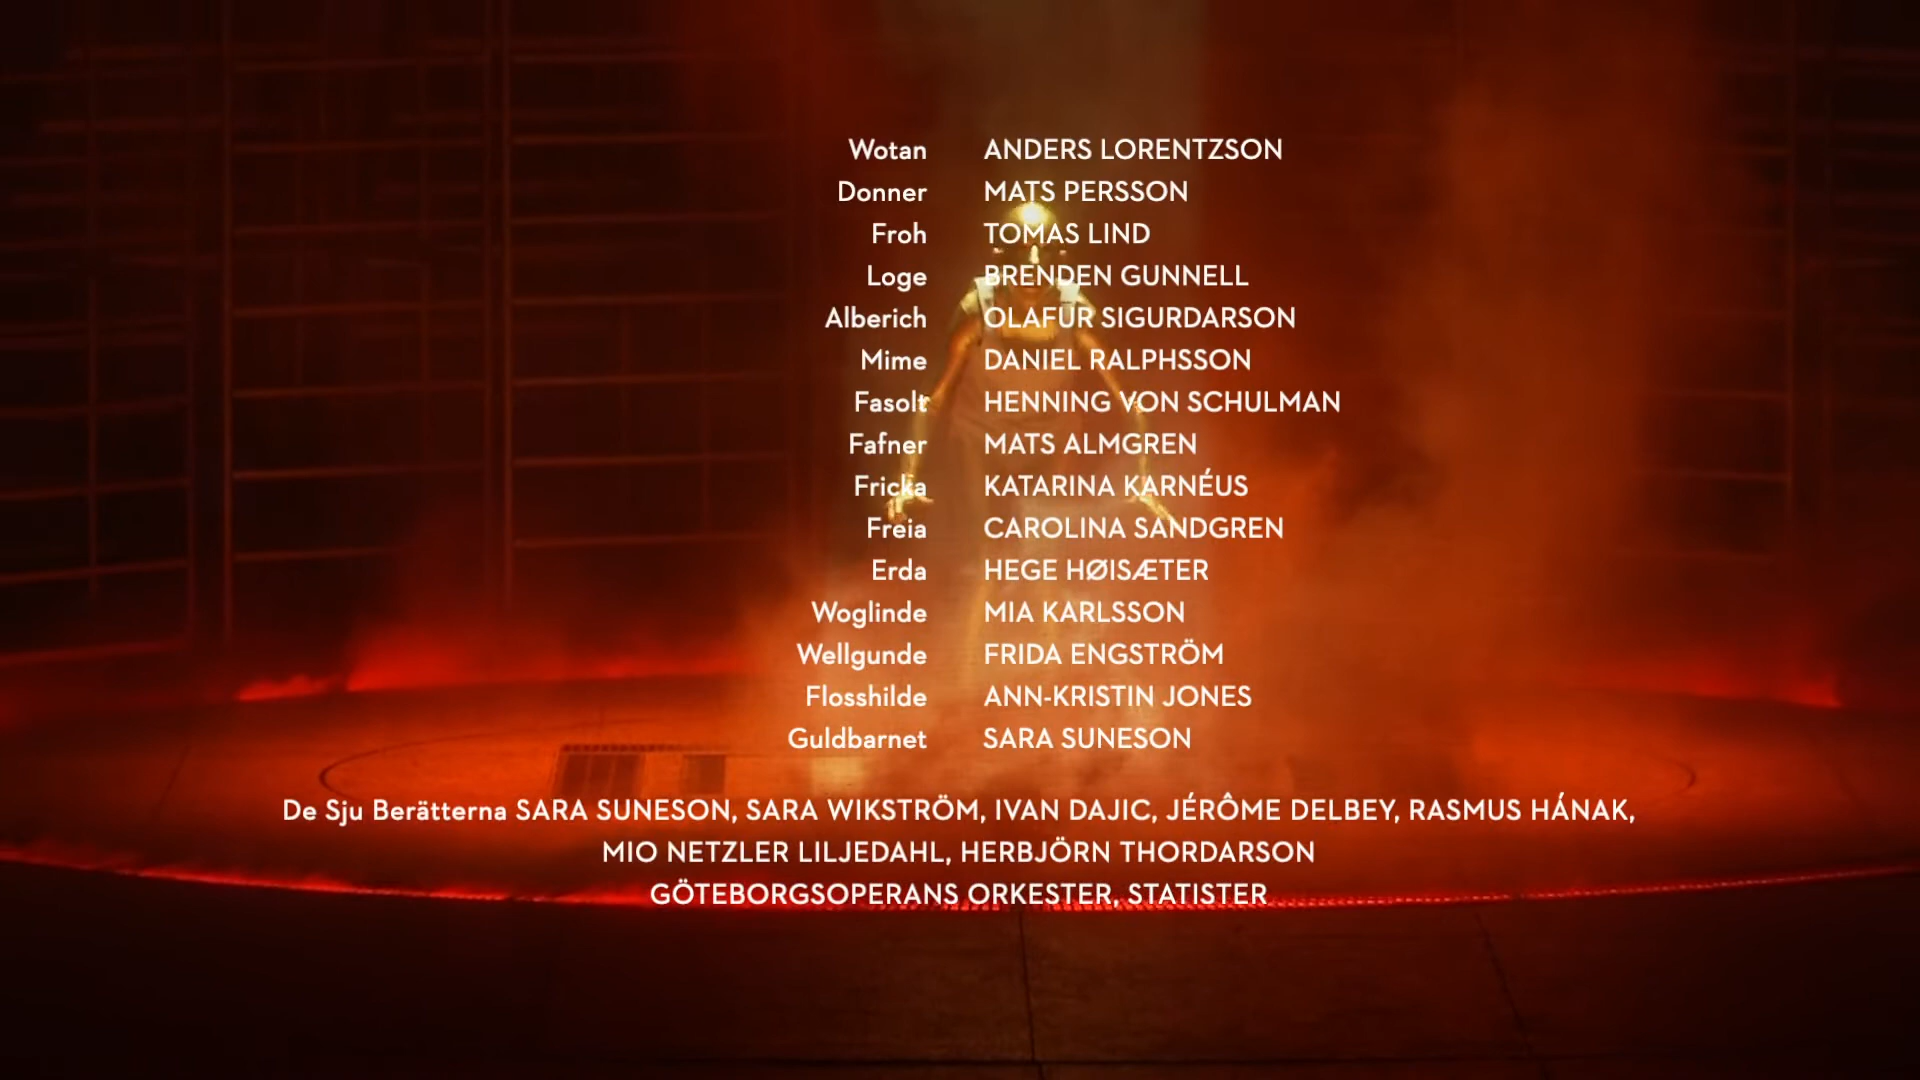 Wotan ANDERS LORENTZSON
Donner MATS PERSSON
Froh TOMAS LIND
Loge BRENDEN GUNNELL
Alberich OLAFUR SIGURDARSON
Mime DANIEL RALPHSSON
Fasolt HENNING VON SCHULMAN
Fafner MATS ALMGREN
Fricka KATARINA KARNÉUS
Freia CAROLINA SANDGREN
Erda HEGE HØISÆTER
Woglinde MIA KARLSSON
Wellgunde FRIDA ENGSTRÖM
Flosshilde ANN-KRISTIN JONES
Guldbarnet SARA SUNESON
De Sju Berätterna SARA SUNESON, SARA WIKSTRÖM, IVAN DAJIC, JÉRÔME DELBEY, RASMUS HÁNAK,
MIO NETZLER LILJEDAHL, HERBJÖRN THORDARSON
GÖTEBORGSOPERANS ORKESTER, STATISTER